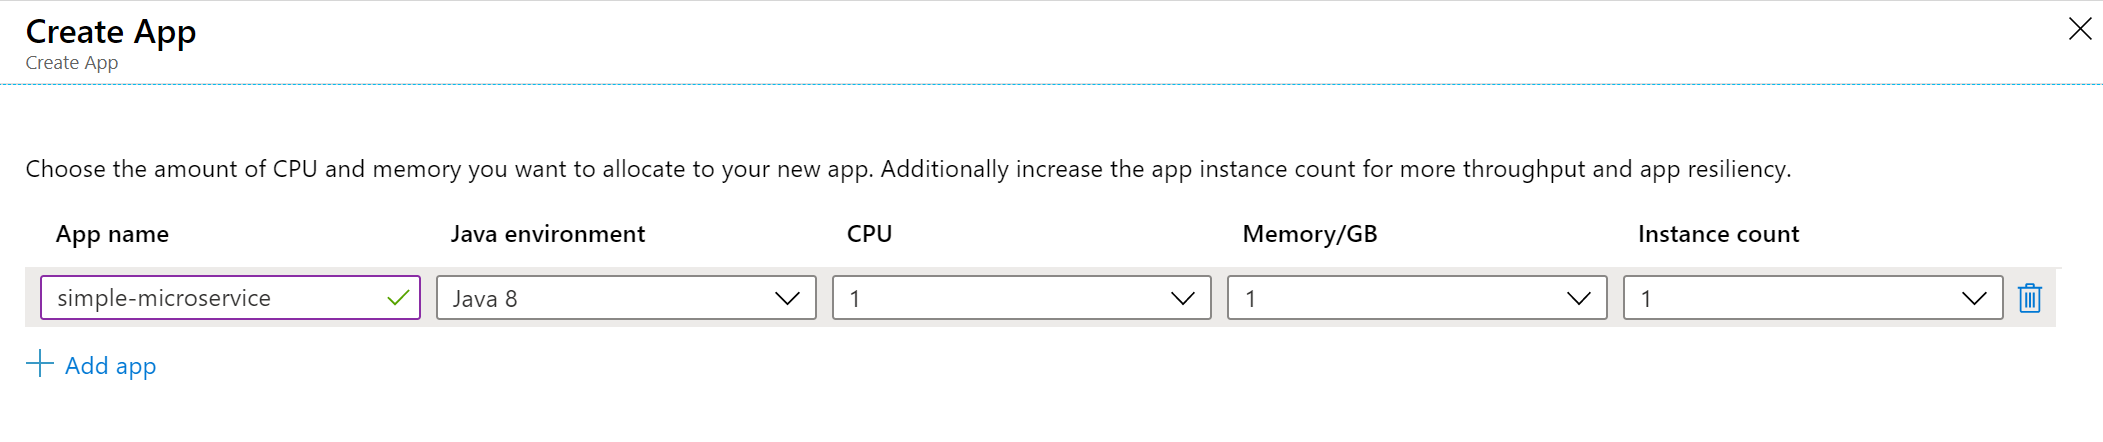 Create App
Create App
Choose the amount of CPU and memory you want to allocate to your new app. Additionally increase the app instance count for more throughput and app resiliency.
App name Java environment CPU Memory/GB Instance count
simple-microservice Java 8 1 1 1
Add app